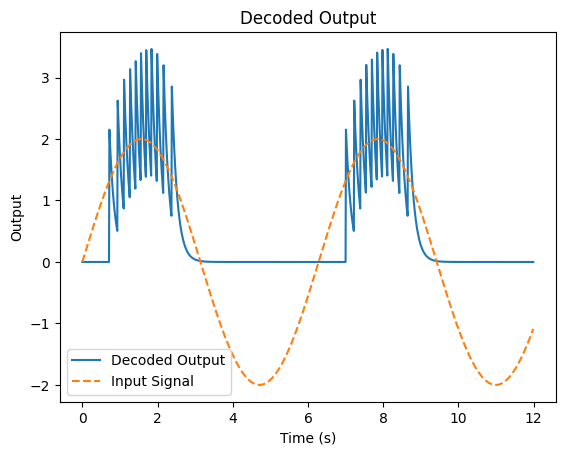 Decoded Output
3
2
1
0
−1
−2
Output
Decoded Output
Input Signal
0 2 4 6 8 10 12
Time (s)